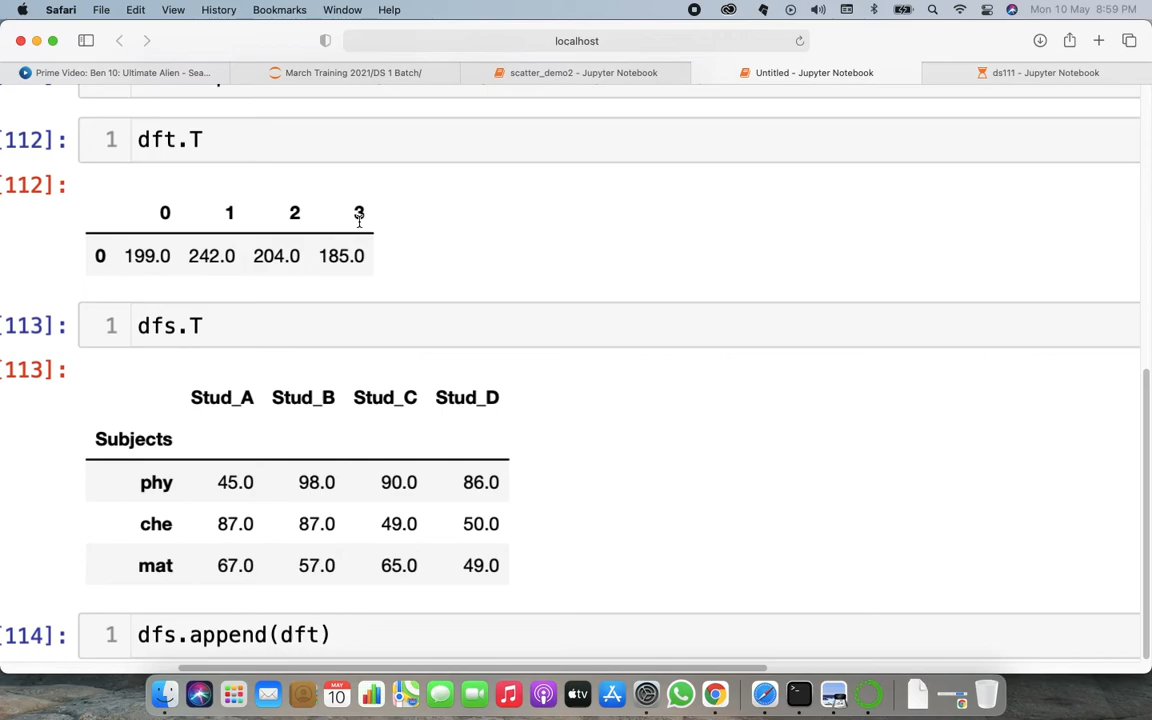 Safari File Edit View History Bookmarks Window Help Mon 10 May 8:59 PM
localhost
Prime Video: Ben 10: Ultimate Alien - Sea... March Training 2021/DS 1 Batch/ scatter_demo2 - Jupyter Notebook Untitled - Jupyter Notebook ds111 - Jupyter Notebook
[112]: 1 dft.T
[112]:
0 1 2 3
0 199.0 242.0 204.0 185.0
[113]: 1 dfs.T
[113]:
Stud_A Stud_B Stud_C Stud_D
Subjects
phy 45.0 98.0 90.0 86.0
che 87.0 87.0 49.0 50.0
mat 67.0 57.0 65.0 49.0
[114]: 1 dfs.append(dft)
MAY
10
tv